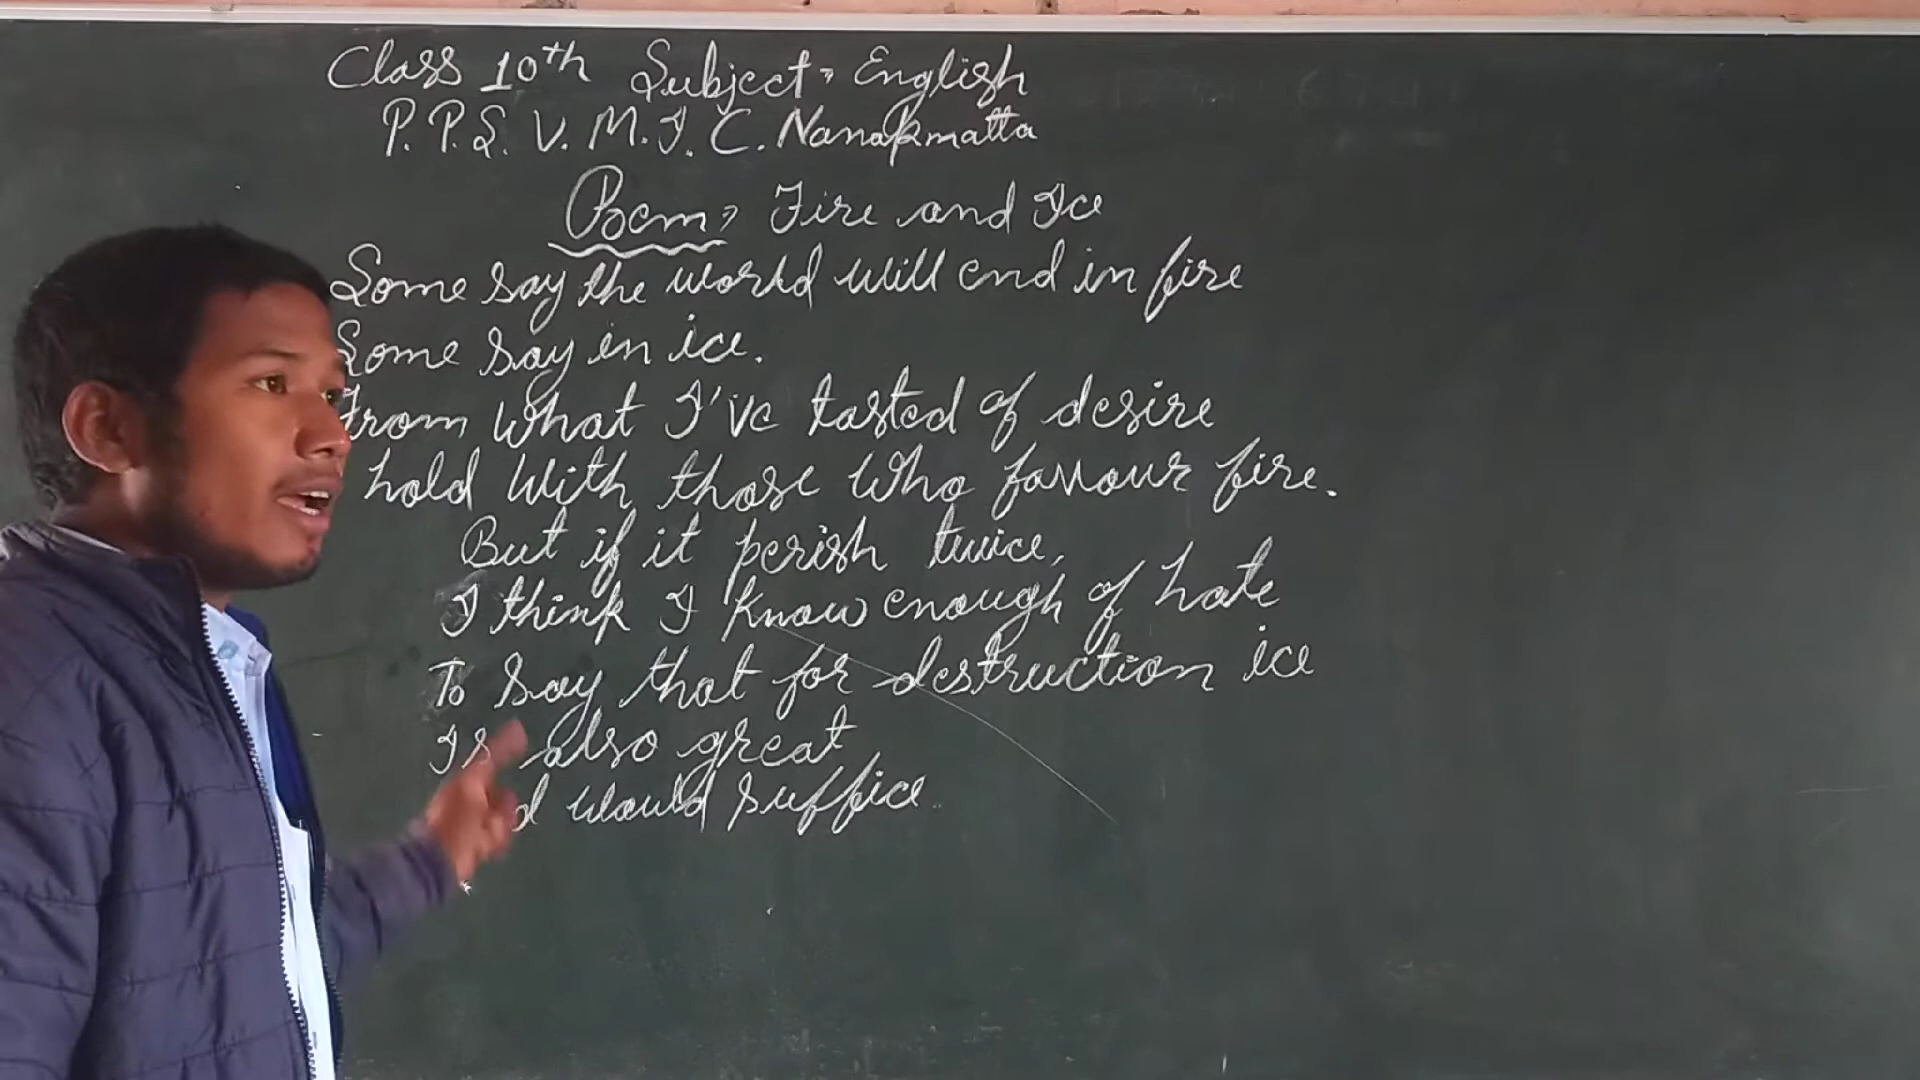 Class 10th Subject, English
P.P.S. V. M. I. C. Nanakmatta
Poem, Fire and Ice
Some say the world will end in fire
Some say in ice.
From what I've tasted of desire
hold with those who favour fire.
But if it perish twice,
I think I know enough of hate
To say that for destruction ice
Is also great
would suffice.